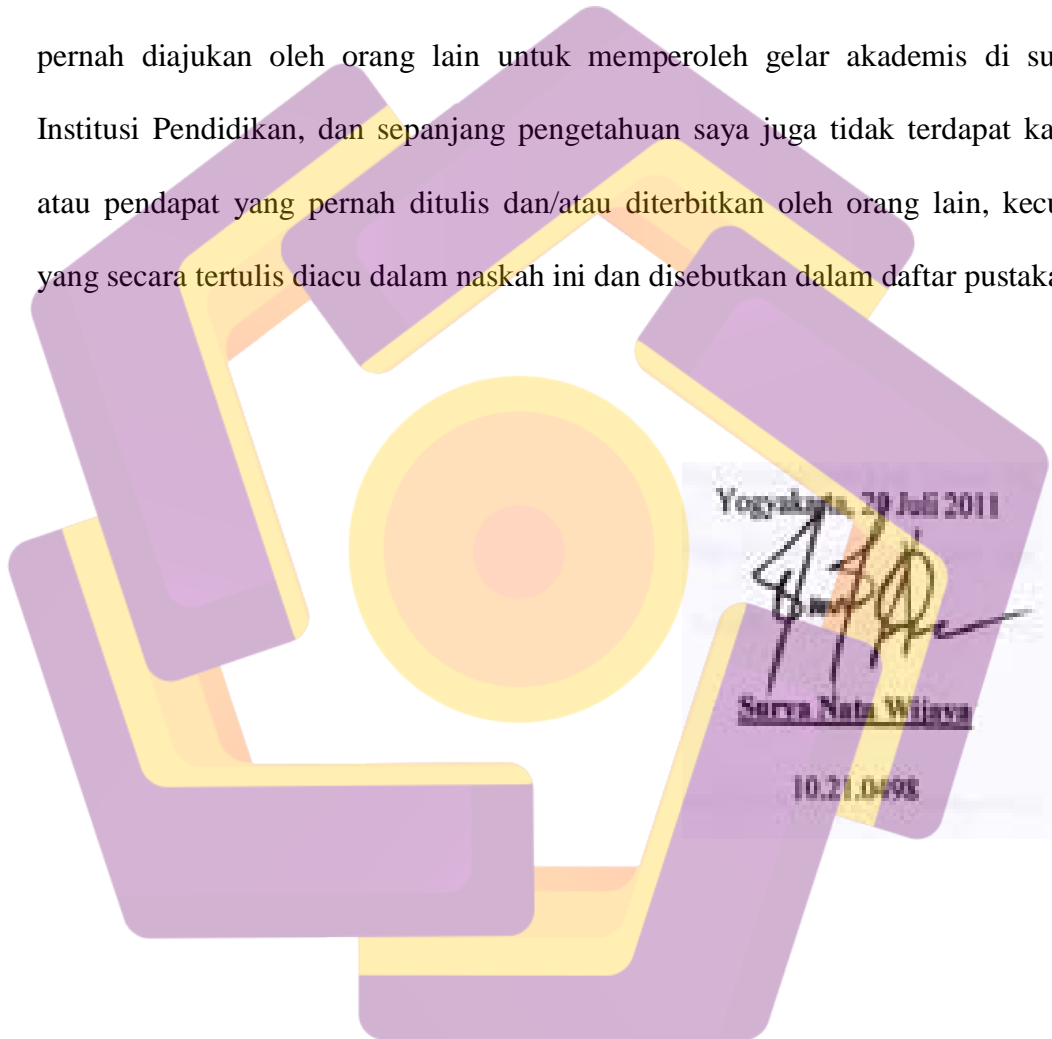 pernah diajukan oleh orang lain untuk memperoleh gelar akademis di su
Institusi Pendidikan, dan sepanjang pengetahuan saya juga tidak terdapat ka
atau pendapat yang pernah ditulis dan/atau diterbitkan oleh orang lain, kecu
yang secara tertulis diacu dalam naskah ini dan disebutkan dalam daftar pustaka
Yogyakarta, 20 Juli 2011
Surya Nata Wijaya
10.21.0498